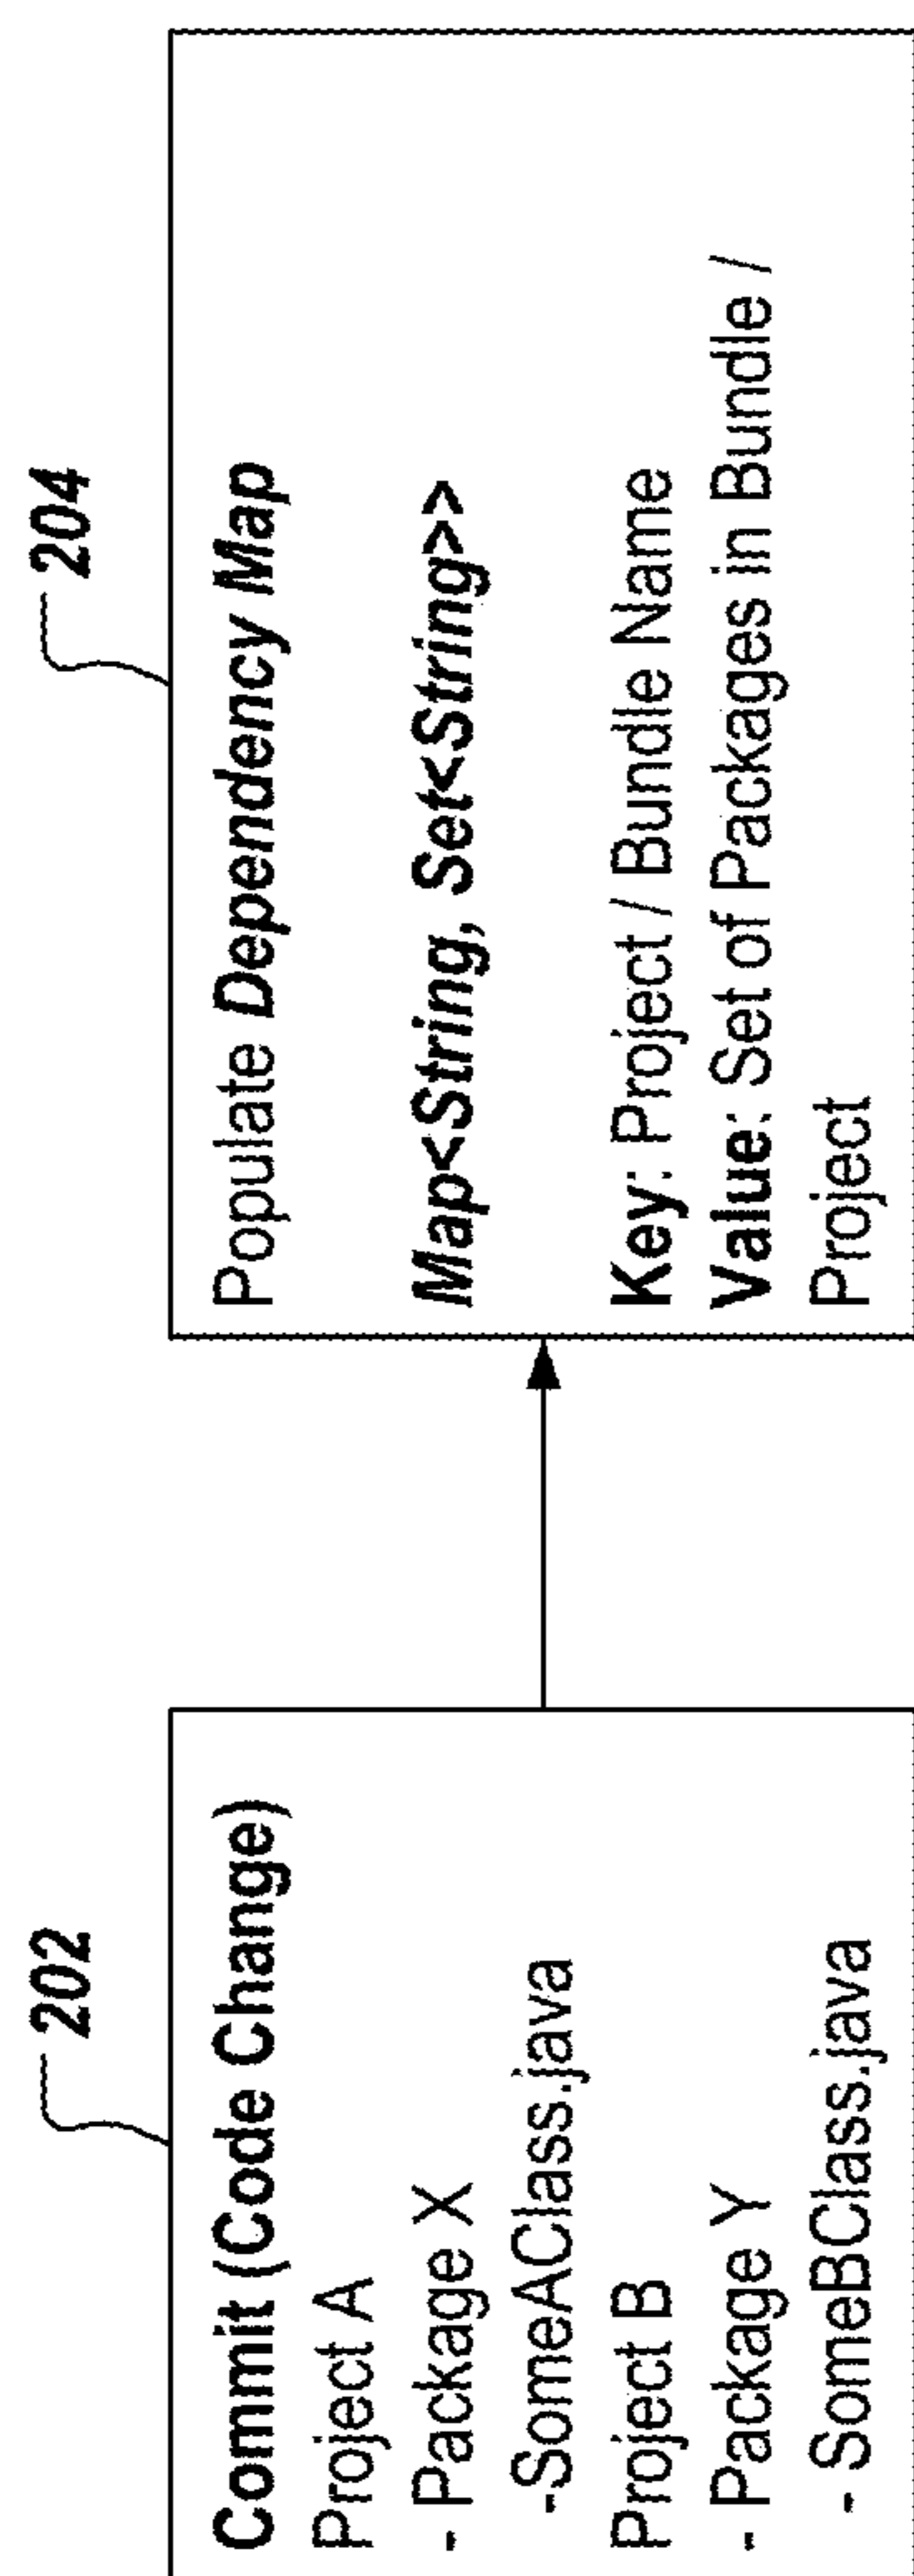 202
Commit (Code Change)
Project A
- Package X
-SomeAClass.java
Project B
- Package Y
- SomeBClass.java
204
Populate Dependency Map
Map<String, Set<String>>
Key: Project / Bundle Name
Value: Set of Packages in Bundle /
Project